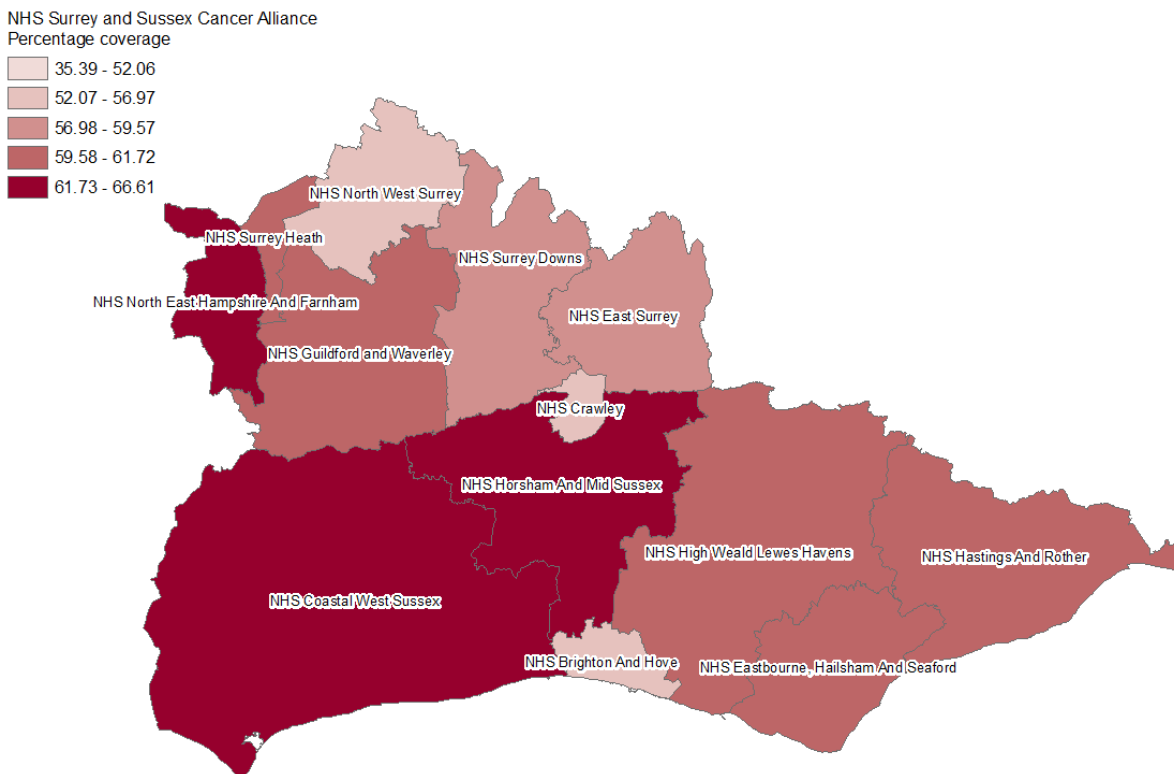 NHS Surrey and Sussex Cancer Alliance
Percentage coverage
35.39 - 52.06
52.07 - 56.97
56.98 - 59.57
59.58 - 61.72
61.73 - 66.61
NHS North West Surrey
NHS Surrey Heath
NHS Surrey Downs
NHS North East Hampshire And Farnham
NHS East Surrey
NHS Guildford and Waverley
NHS Crawley
NHS Horsham And Mid Sussex
NHS High Weald Lewes Havens
NHS Hastings And Rother
NHS Coastal West Sussex
NHS Brighton And Hove
NHS Eastbourne, Hailsham And Seaford